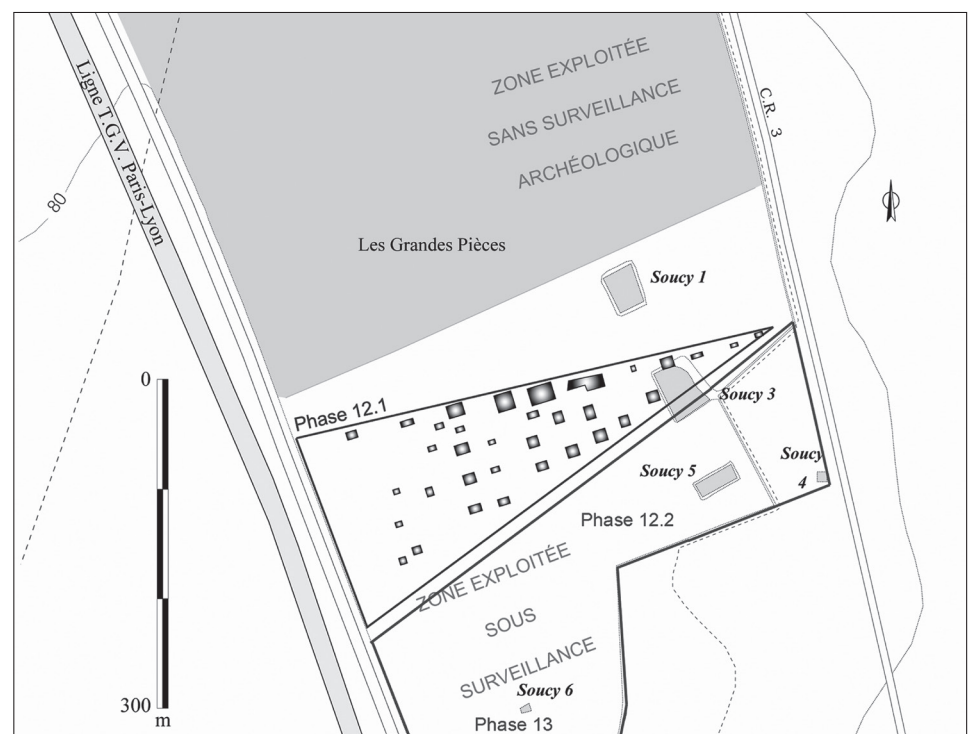 ZONE EXPLOITÉE
SANS SURVEILLANCE
ARCHÉOLOGIQUE
Ligne T.G.V. Paris-Lyon
C.R. 3
80
Les Grandes Pièces
Soucy 1
0
Phase 12.1
Soucy 3
Soucy 5
Soucy
4
Phase 12.2
ZONE EXPLOITÉE
SOUS
SURVEILLANCE
Soucy 6
300
m
Phase 13